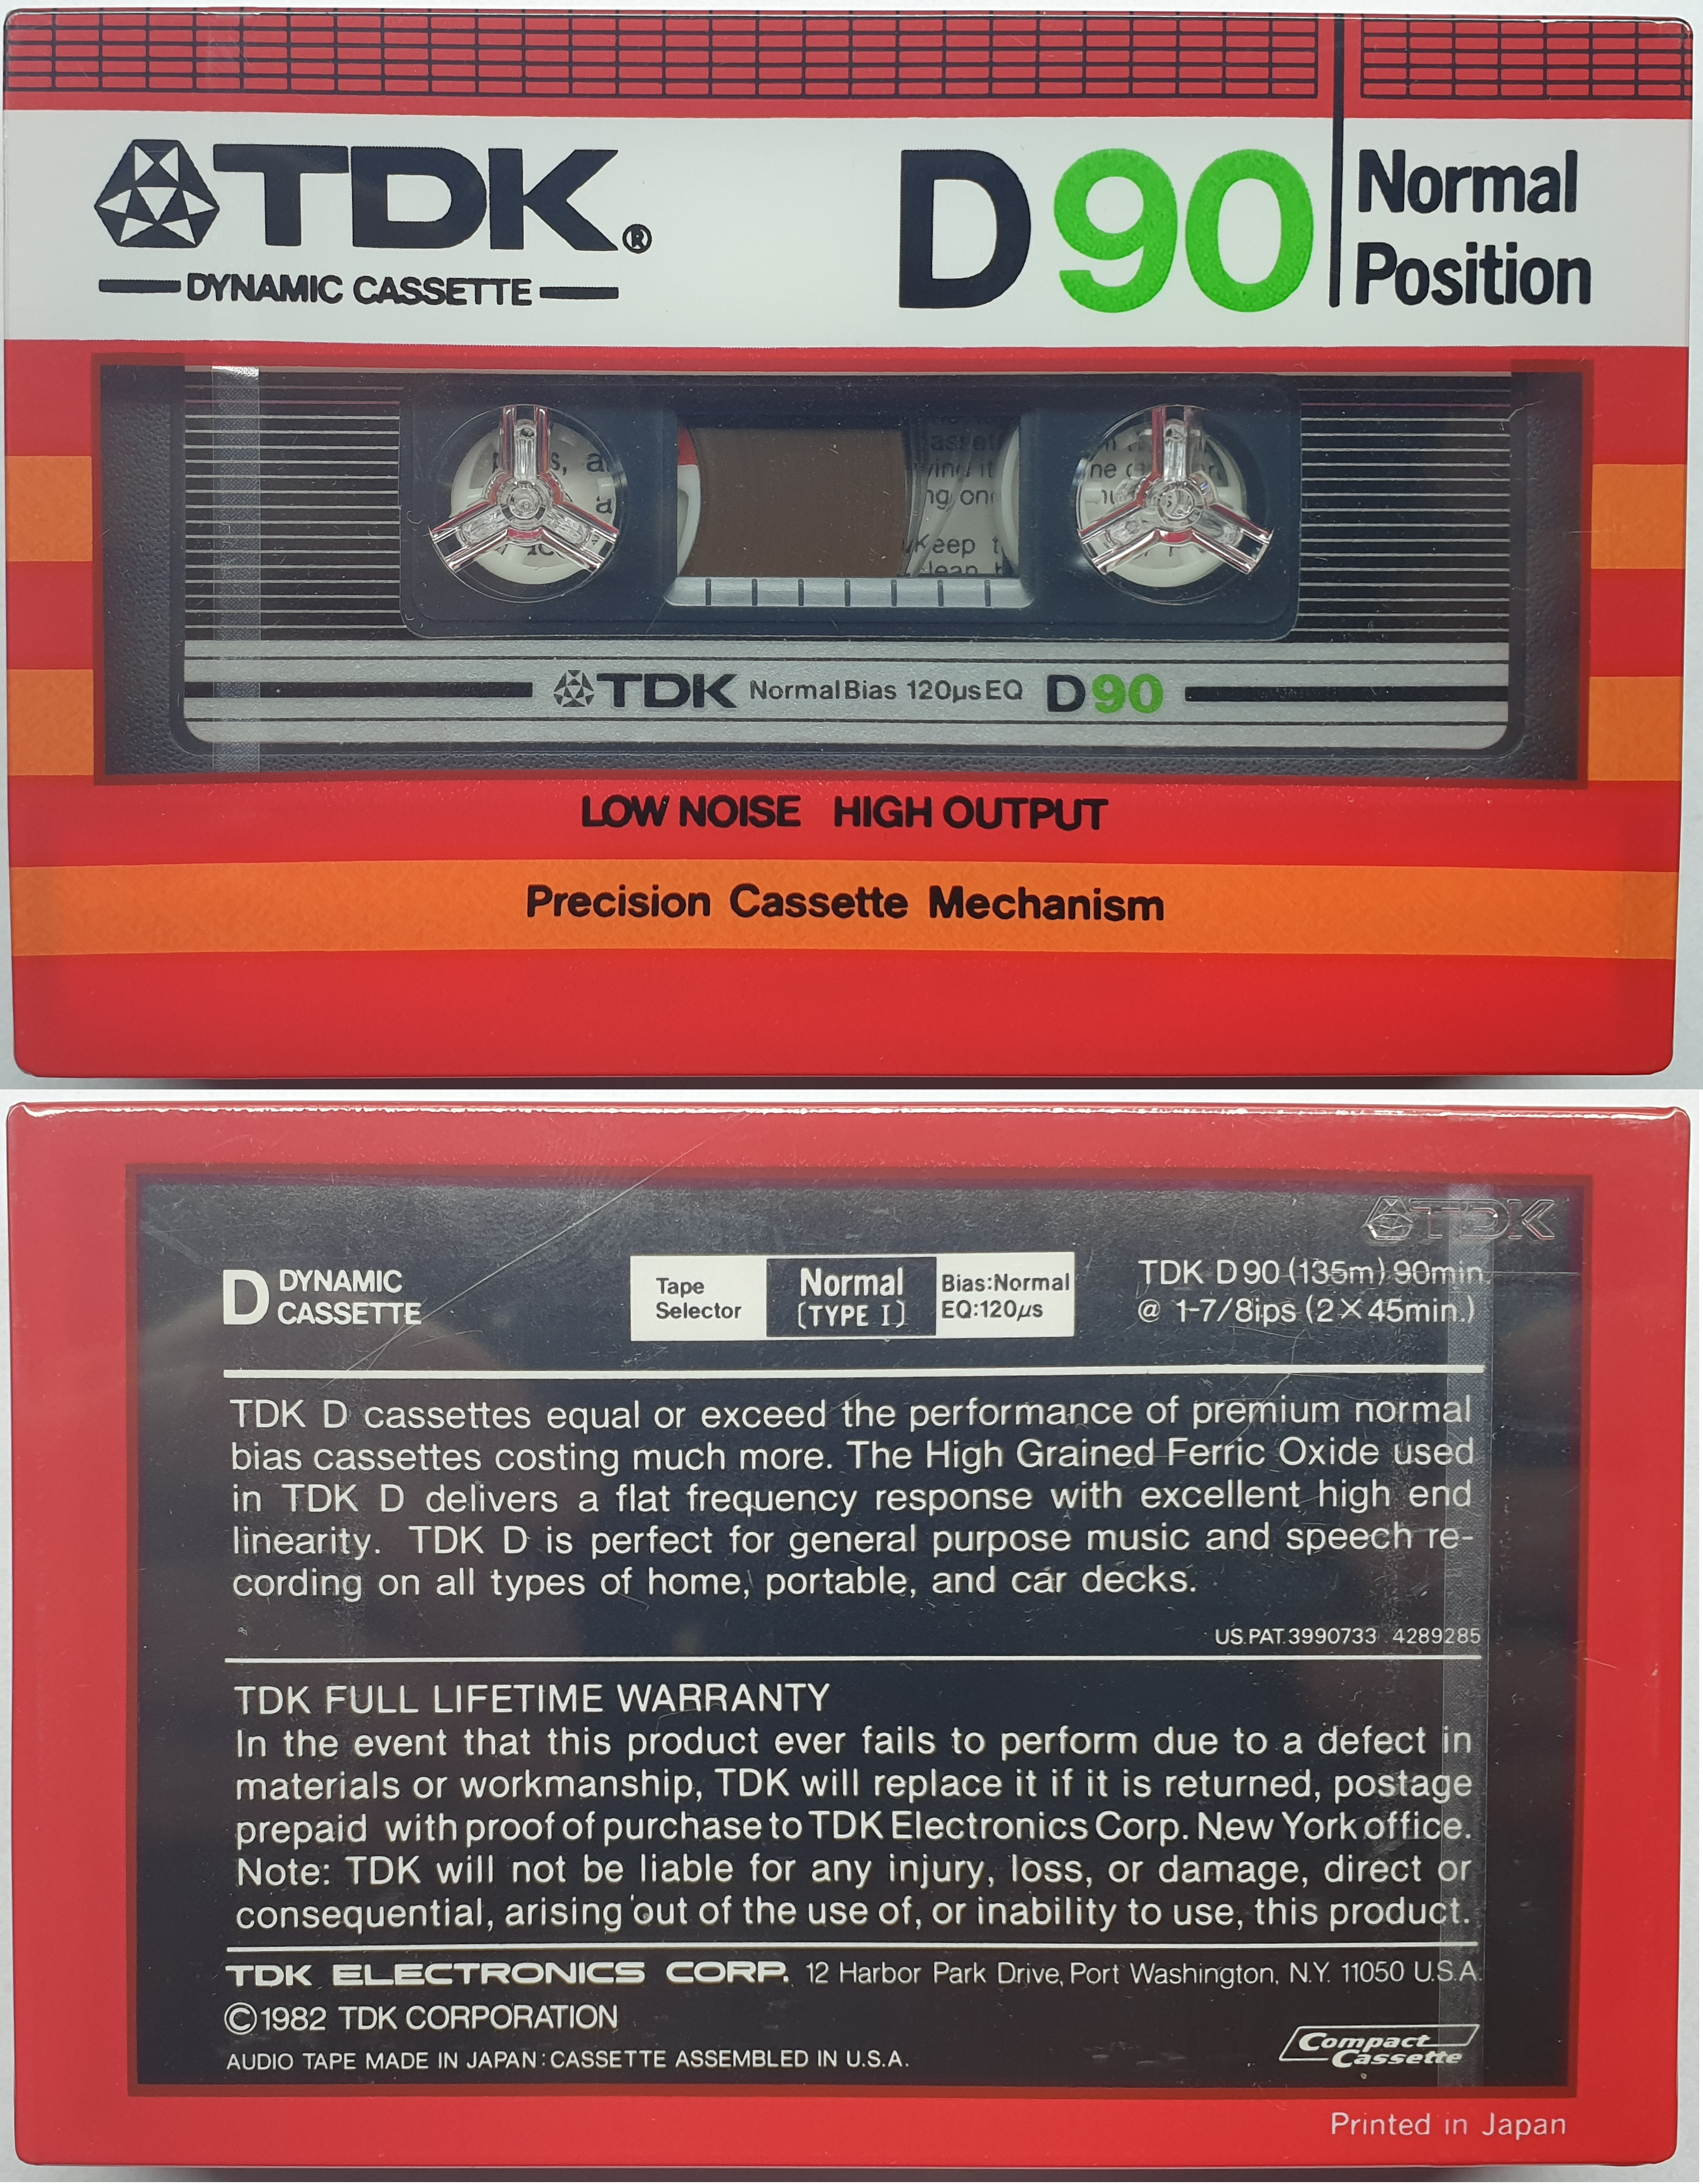 TDK®
DYNAMIC CASSETTE
D90
Normal
Position
s, a
a
Keep t
TDK Normal Bias 120µs EQ D90
LOW NOISE HIGH OUTPUT
Precision Cassette Mechanism
TDK
D DYNAMIC
CASSETTE
Tape
Selector
Normal
(TYPE I)
Bias:Normal
EQ:120µs
TDK D90 (135m) 90min.
@ 1-7/8ips (2×45min.)
TDK D cassettes equal or exceed the performance of premium normal
bias cassettes costing much more. The High Grained Ferric Oxide used
in TDK D delivers a flat frequency response with excellent high end
linearity. TDK D is perfect for general purpose music and speech re-
cording on all types of home, portable, and car decks.
US.PAT.3990733 4289285
TDK FULL LIFETIME WARRANTY
In the event that this product ever fails to perform due to a defect in
materials or workmanship, TDK will replace it if it is returned, postage
prepaid with proof of purchase to TDK Electronics Corp. New York office.
Note: TDK will not be liable for any injury, loss, or damage, direct or
consequential, arising out of the use of, or inability to use, this product.
TDK ELECTRONICS CORP. 12 Harbor Park Drive, Port Washington, N.Y. 11050 U.S.A.
©1982 TDK CORPORATION
AUDIO TAPE MADE IN JAPAN : CASSETTE ASSEMBLED IN U.S.A.
Compact
Cassette
Printed in Japan